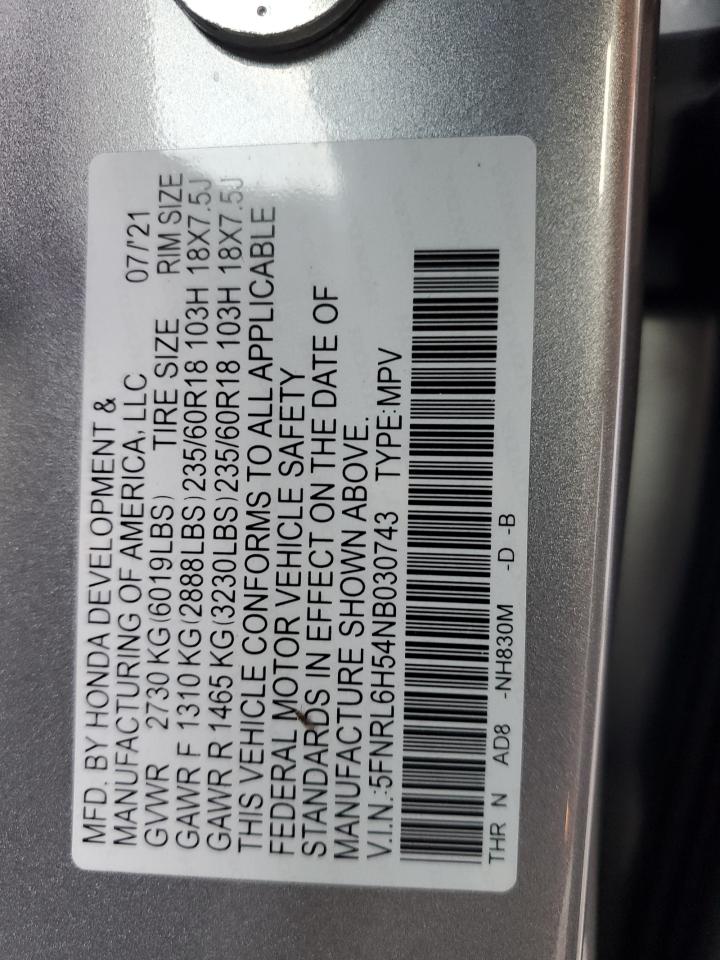 MFD. BY HONDA DEVELOPMENT &
MANUFACTURING OF AMERICA, LLC 07/'21
GVWR 2730 KG(6019LBS) TIRE SIZE RIM SIZE
GAWR F 1310 KG(2888LBS)235/60R18 103H 18X7.5J
GAWR R 1465 KG(3230LBS)235/60R18 103H 18X7.5J
THIS VEHICLE CONFORMS TO ALL APPLICABLE
FEDERAL MOTOR VEHICLE SAFETY
STANDARDS IN EFFECT ON THE DATE OF
MANUFACTURE SHOWN ABOVE.
V.I.N.:5FNRL6H54NB030743 TYPE:MPV
THR N AD8 -NH830M -D -B